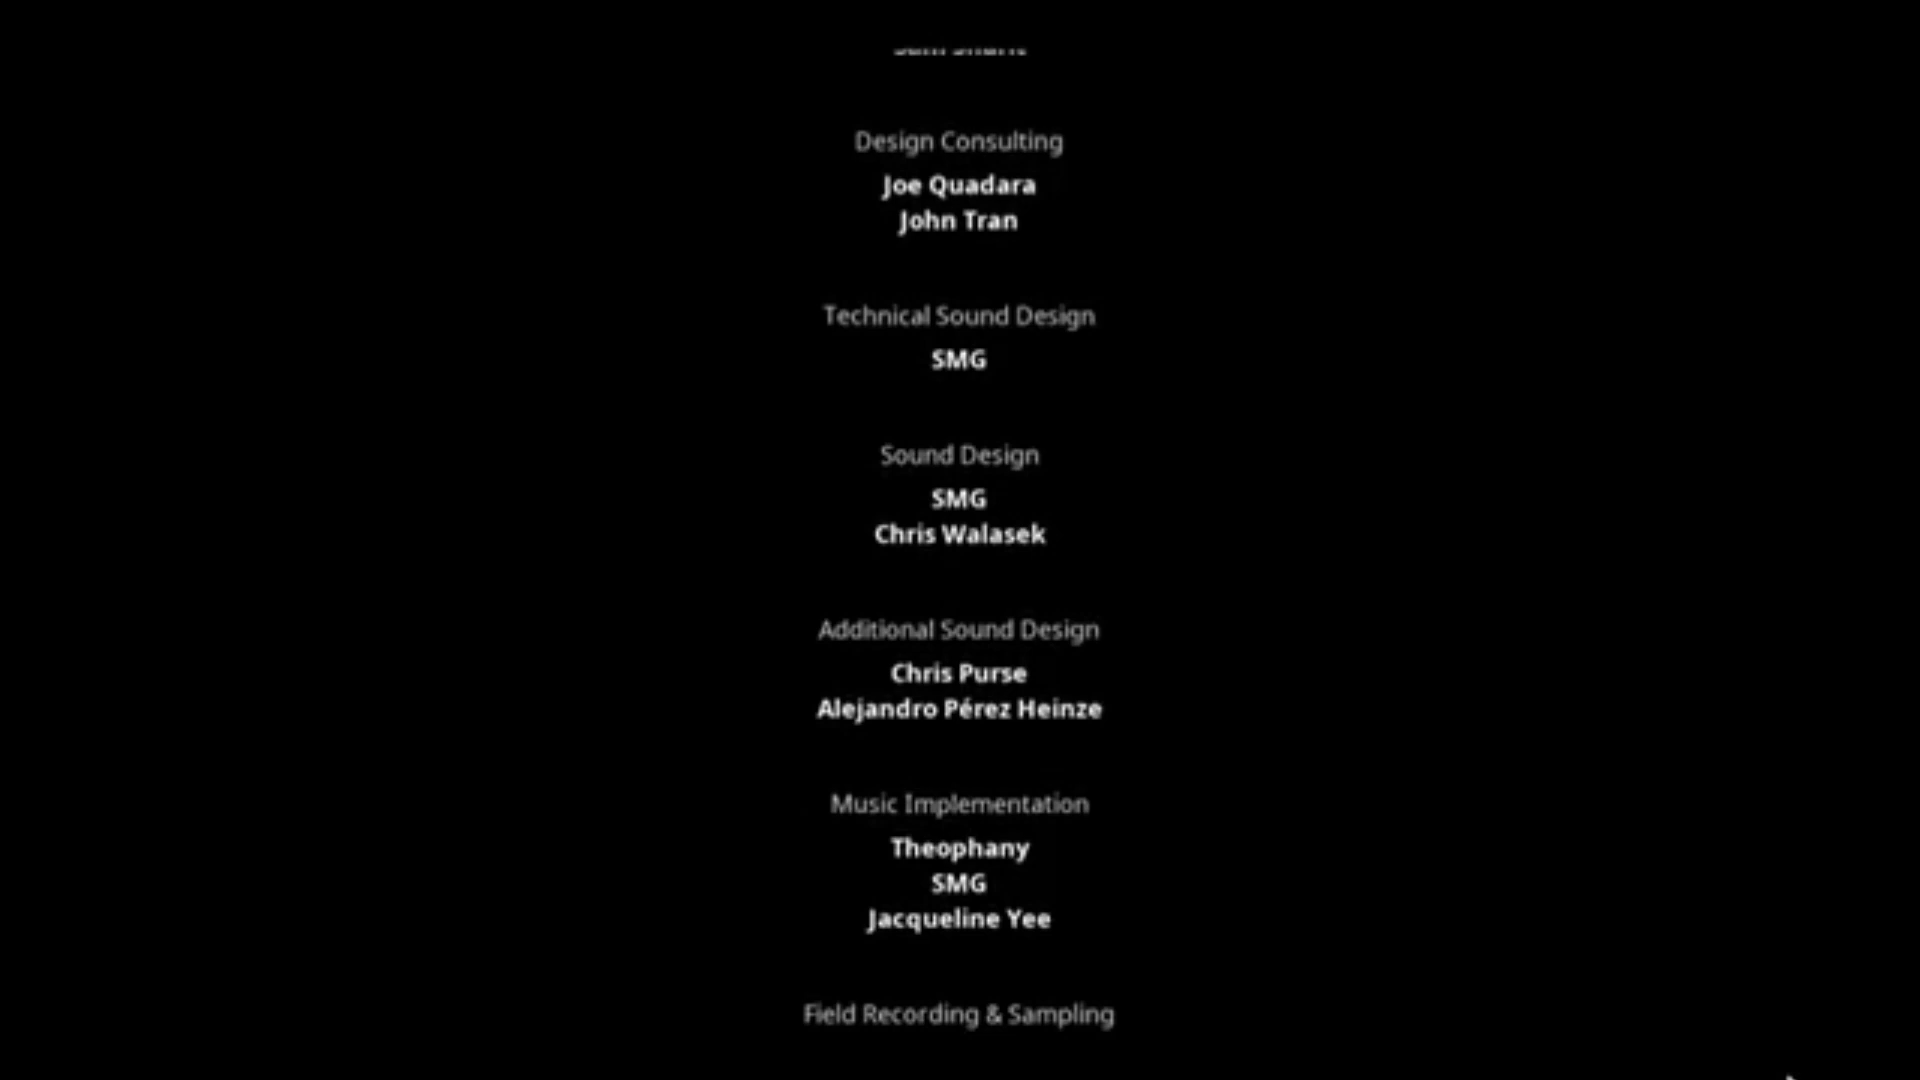 Design Consulting
Joe Quadara
John Tran
Technical Sound Design
SMG
Sound Design
SMG
Chris Walasek
Additional Sound Design
Chris Purse
Alejandro Pérez Heinze
Music Implementation
Theophany
SMG
Jacqueline Yee
Field Recording & Sampling